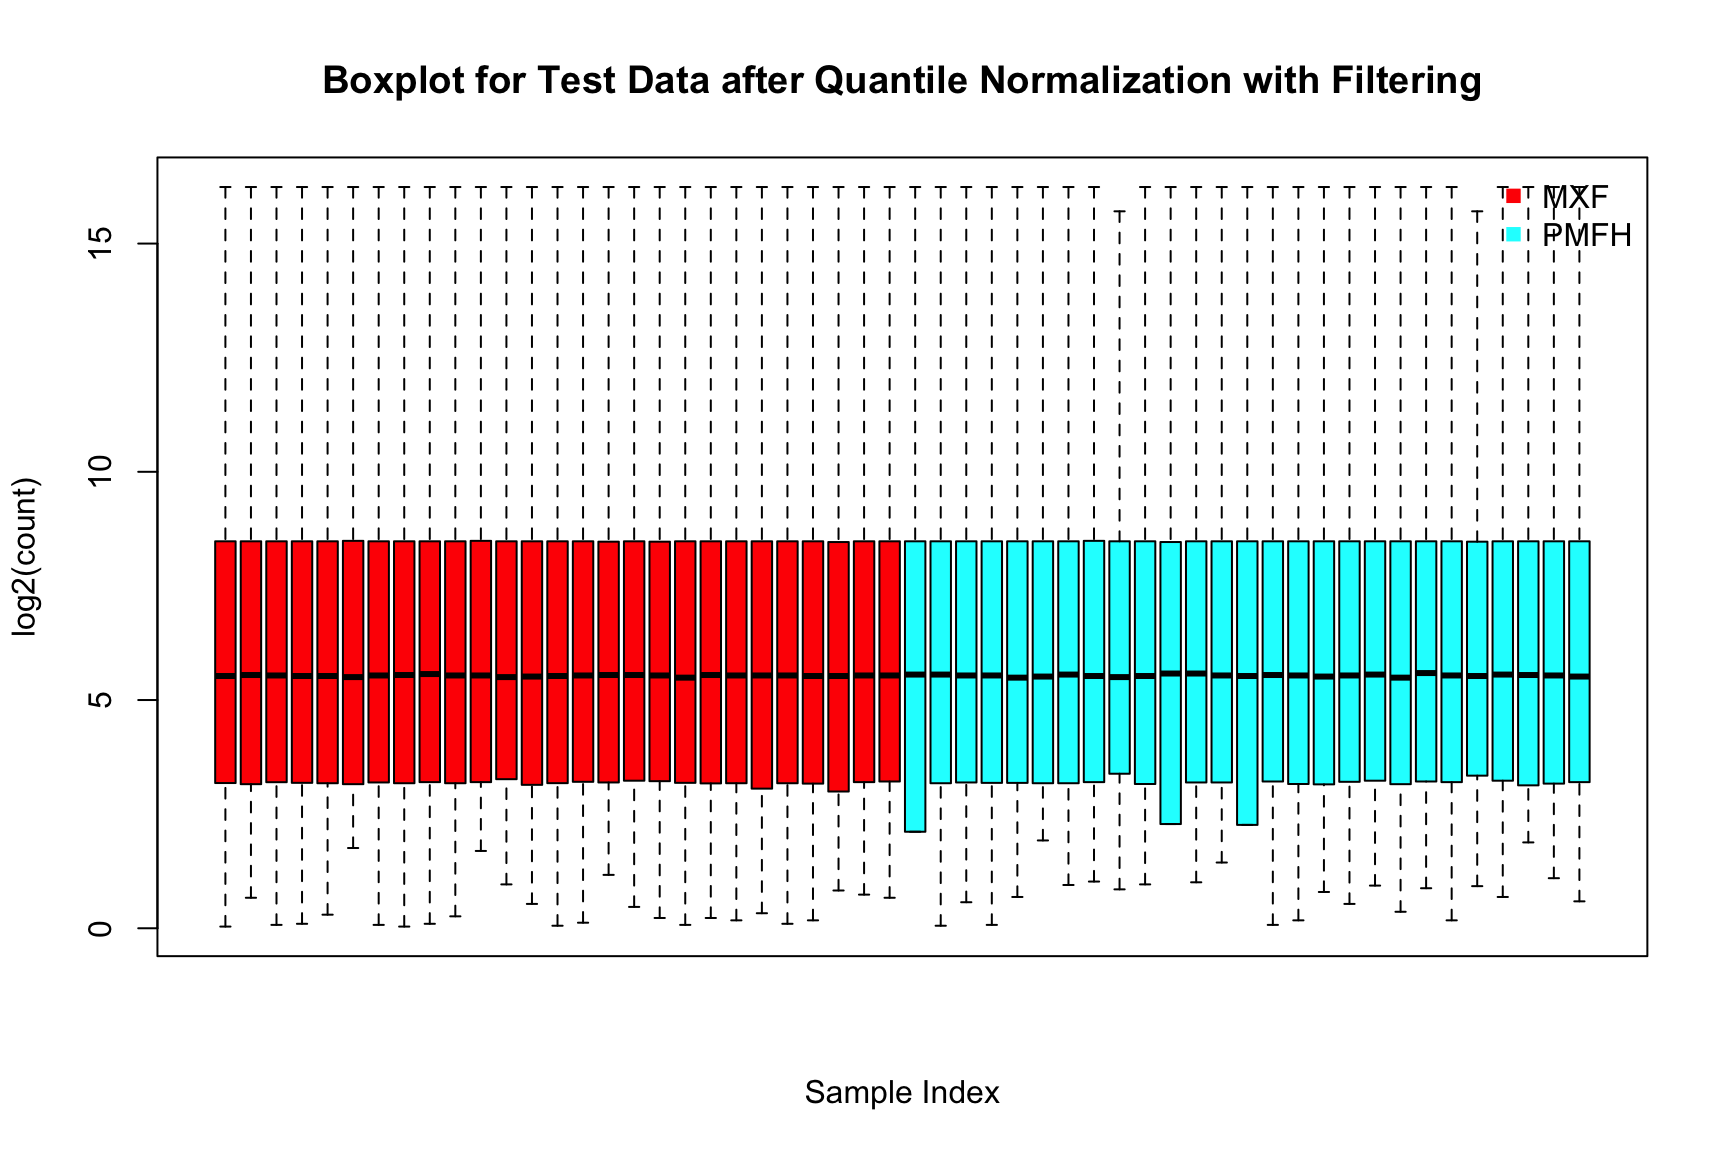 Boxplot for Test Data after Quantile Normalization with Filtering
MXF
PMFH
15
10
5
0
log2(count)
Sample Index